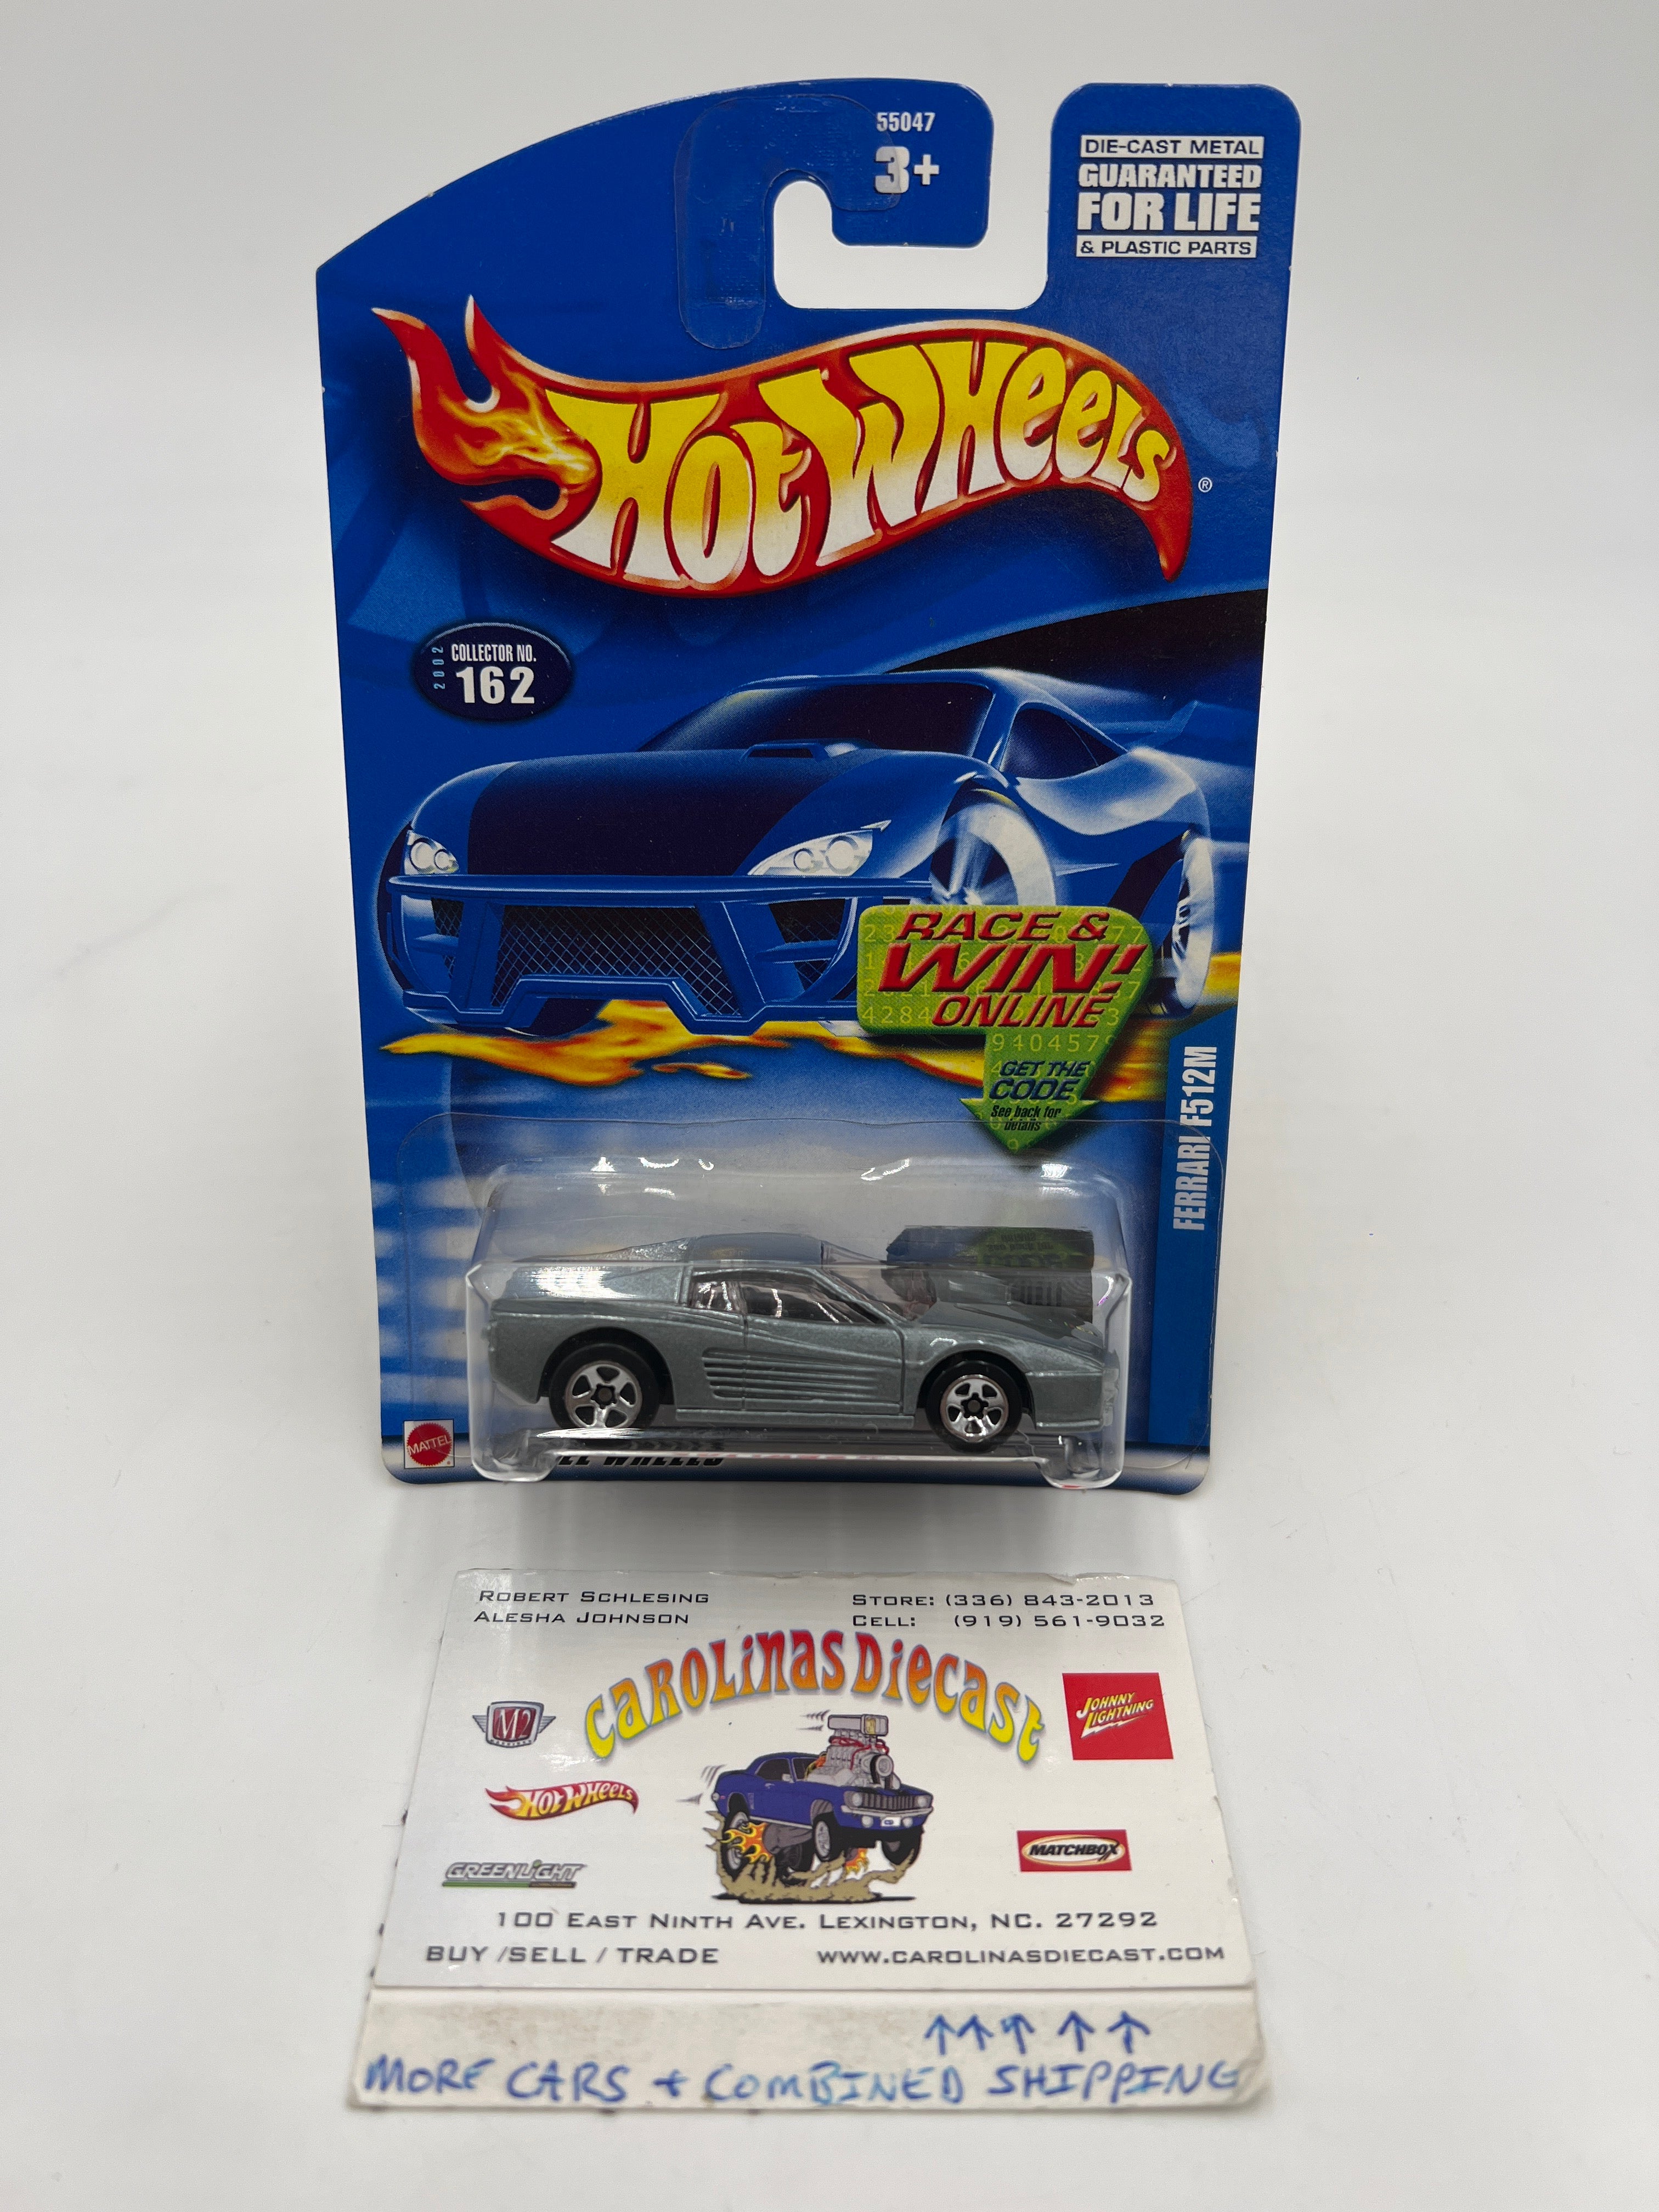 55047
3+
DIE-CAST METAL
GUARANTEED
FOR LIFE
& PLASTIC PARTS
Hot Wheels®
2002
COLLECTOR NO.
162
RACE &
WIN!
ONLINE
GET THE
CODE
See back for
details
FERRARI F512M
MATTEL
WHEELS
ROBERT SCHLESING
ALESHA JOHNSON
STORE: (336) 843-2013
CELL: (919) 561-9032
CAROLINAS DIECAST
M2
JOHNNY
LIGHTNING
Hot Wheels
GREENLIGHT
MATCHBOX
100 EAST NINTH AVE. LEXINGTON, NC. 27292
BUY /SELL / TRADE
WWW.CAROLINASDIECAST.COM
↑↑↑ ↑ ↑
MORE CARS + COMBINED SHIPPING